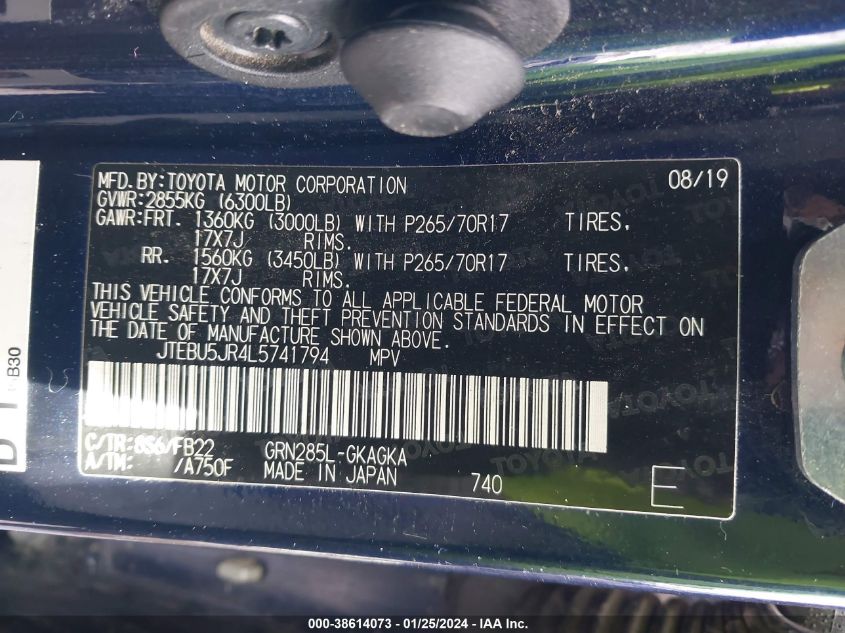 MFD. BY: TOYOTA MOTOR CORPORATION 08/19
GVWR: 2855KG (6300LB)
GAWR: FRT. 1360KG (3000LB) WITH P265/70R17 TIRES,
17X7J RIMS.
RR. 1560KG (3450LB) WITH P265/70R17 TIRES,
17X7J RIMS.
THIS VEHICLE CONFORMS TO ALL APPLICABLE FEDERAL MOTOR
VEHICLE SAFETY AND THEFT PREVENTION STANDARDS IN EFFECT ON
THE DATE OF MANUFACTURE SHOWN ABOVE.
JTEBU5JR4L5741794 MPV
C/TR: 8S6/FB22 GRN285L-GKAGKA
A/TM: /A750F MADE IN JAPAN 740 E
000-38614073 - 01/25/2024 - IAA Inc.